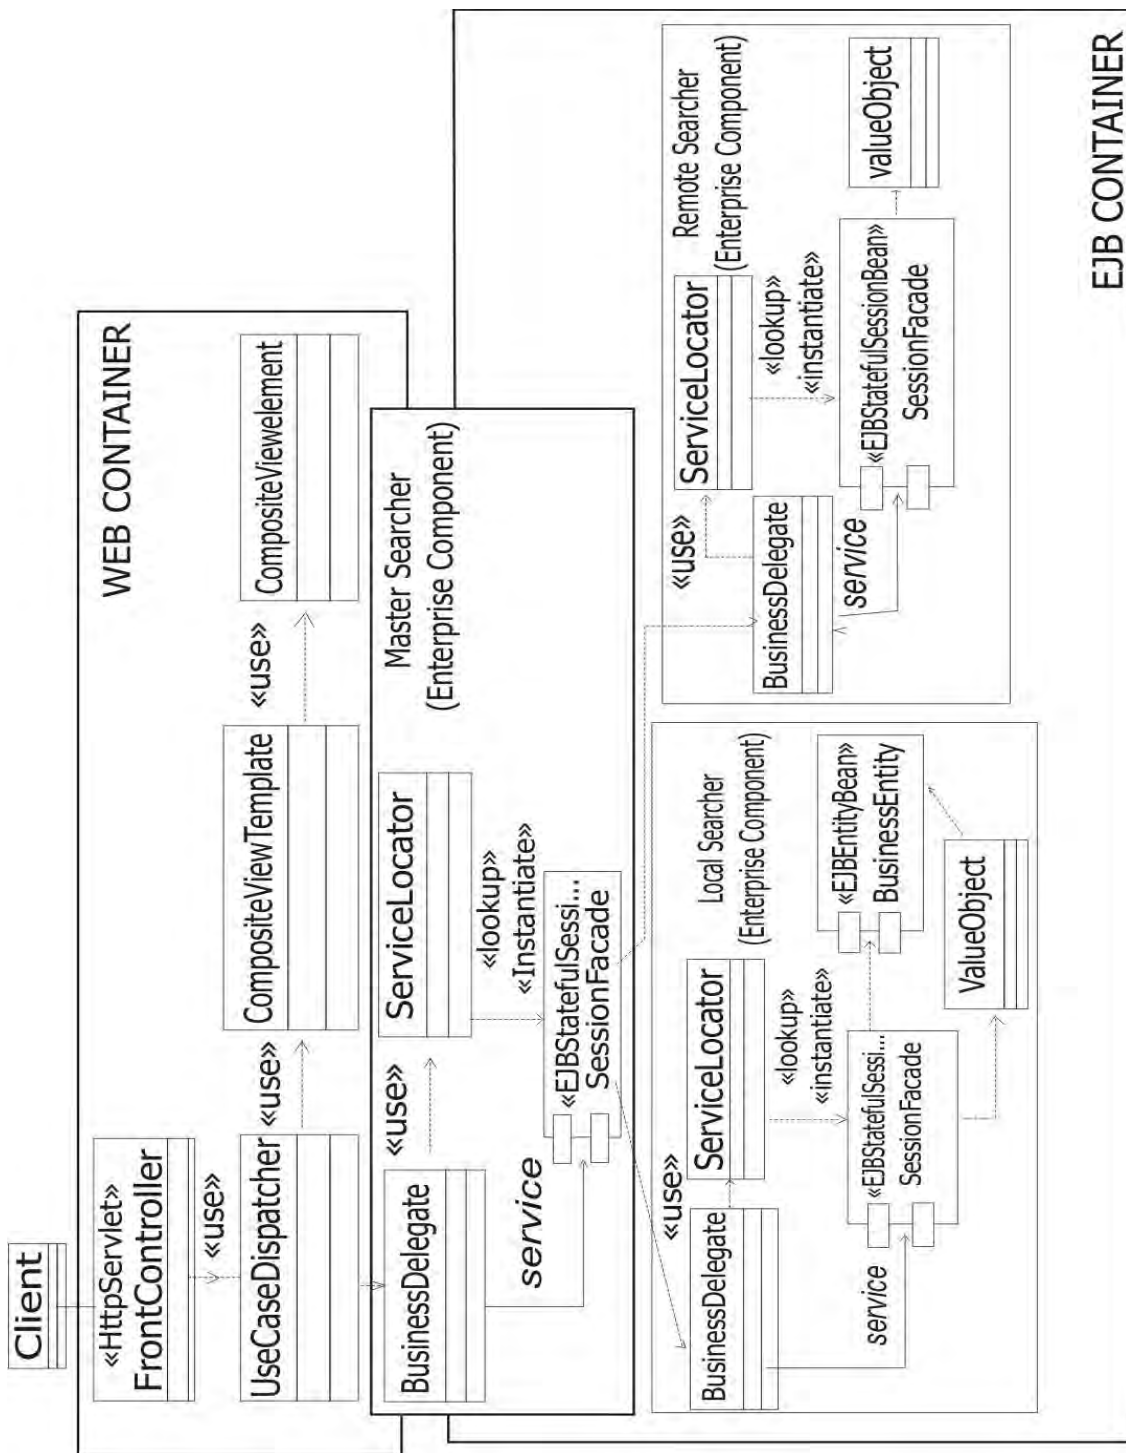 Client
«HttpServlet»
FrontController
«use»
UseCaseDispatcher
«use»
CompositeViewTemplate
«use»
CompositeViewelement
WEB CONTAINER
BusinessDelegate
«use»
ServiceLocator
Master Searcher
(Enterprise Component)
«lookup»
«Instantiate»
service
«EJBStatefulSessi...
SessionFacade
BusinessDelegate
«use»
ServiceLocator
Local Searcher
(Enterprise Component)
«lookup»
«instantiate»
service
«EJBStatefulSessi...
SessionFacade
«EJBEntityBean»
BusinessEntity
ValueObject
BusinessDelegate
«use»
ServiceLocator
Remote Searcher
(Enterprise Component)
«lookup»
«instantiate»
service
«EJBStatefulSessionBean»
SessionFacade
valueObject
EJB CONTAINER